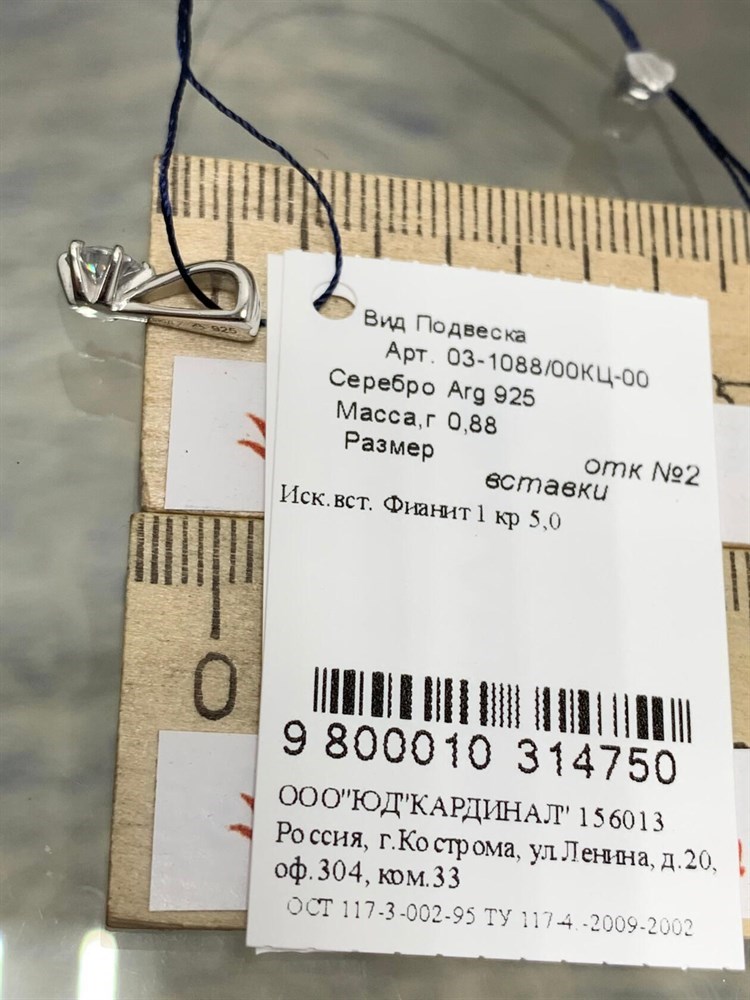 Вид Подвеска
Арт. 03-1088/00КЦ-00
Серебро Arg 925
Масса,г 0,88
Размер
отк №2
вставки
Иск.вст. Фианит 1 кр 5,0
9 800010 314750
ООО"ЮД"КАРДИНАЛ" 156013
Россия, г.Кострома, ул.Ленина, д.20,
оф.304, ком.33
ОСТ 117-3-002-95 ТУ 117-4.-2009-2002
925
0